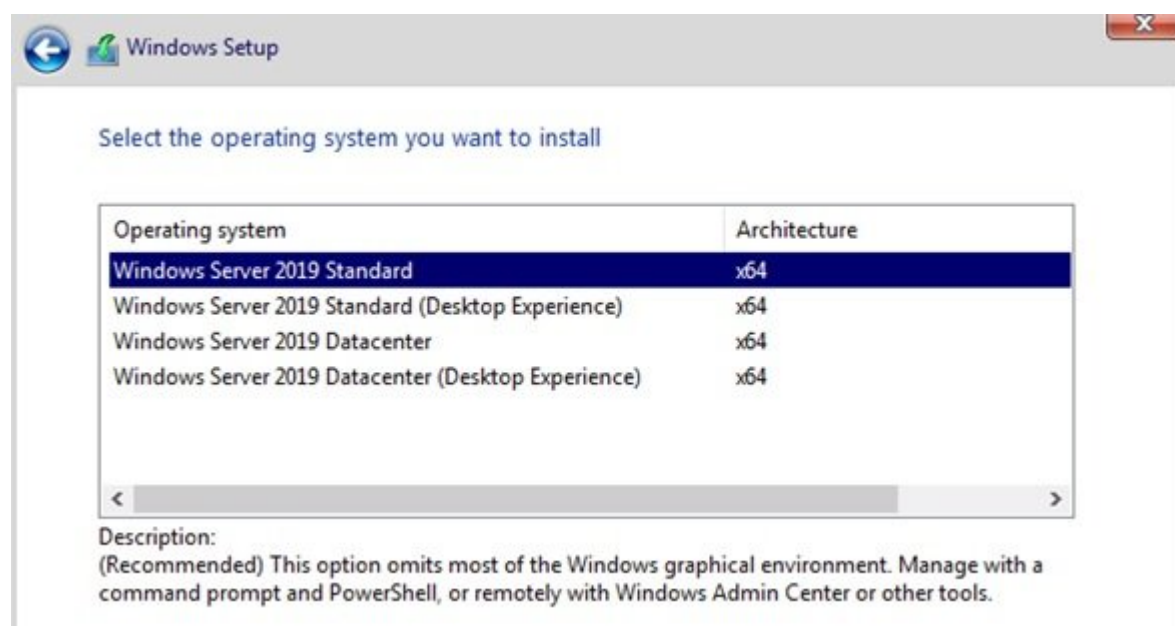 Windows Setup
Select the operating system you want to install
Operating system Architecture
Windows Server 2019 Standard x64
Windows Server 2019 Standard (Desktop Experience) x64
Windows Server 2019 Datacenter x64
Windows Server 2019 Datacenter (Desktop Experience) x64
Description:
(Recommended) This option omits most of the Windows graphical environment. Manage with a
command prompt and PowerShell, or remotely with Windows Admin Center or other tools.